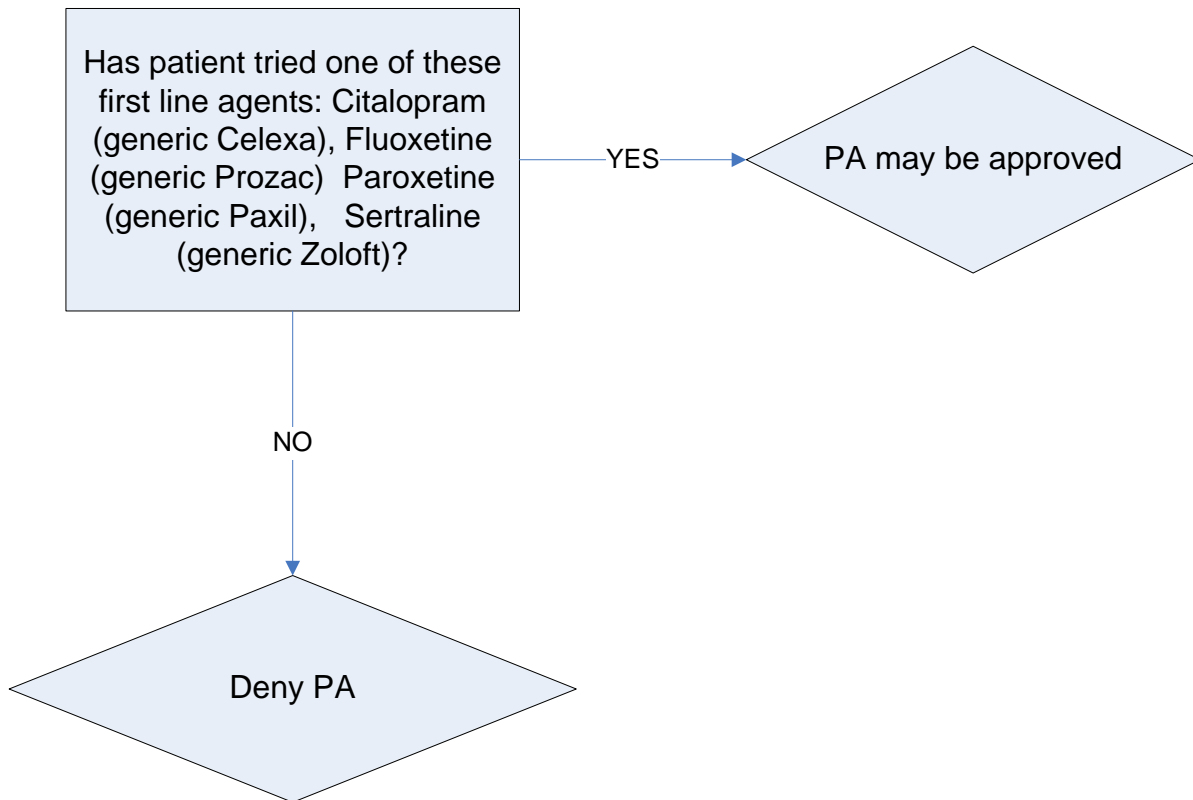 Has patient tried one of these
first line agents: Citalopram
(generic Celexa), Fluoxetine
(generic Prozac)  Paroxetine
(generic Paxil),   Sertraline
(generic Zoloft)?
YES
PA may be approved
NO
Deny PA